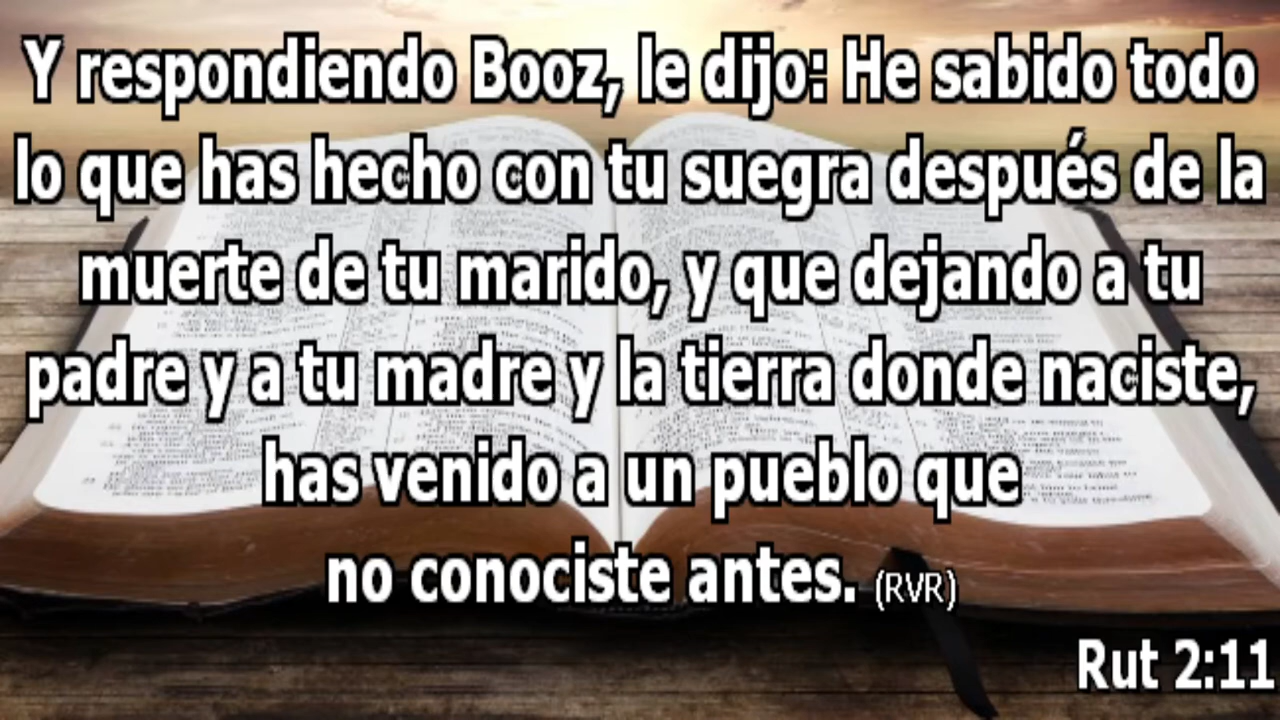 Y respondiendo Booz, le dijo: He sabido todo
lo que has hecho con tu suegra después de la
muerte de tu marido, y que dejando a tu
padre y a tu madre y la tierra donde naciste,
has venido a un pueblo que
no conociste antes. (RVR)
Rut 2:11